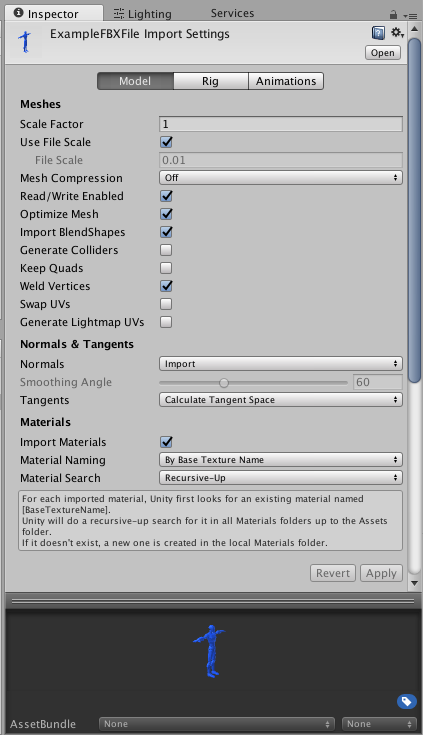 Inspector Lighting Services
ExampleFBXFile Import Settings
Open
Model Rig Animations
Meshes
Scale Factor 1
Use File Scale
File Scale 0.01
Mesh Compression Off
Read/Write Enabled
Optimize Mesh
Import BlendShapes
Generate Colliders
Keep Quads
Weld Vertices
Swap UVs
Generate Lightmap UVs
Normals & Tangents
Normals Import
Smoothing Angle 60
Tangents Calculate Tangent Space
Materials
Import Materials
Material Naming By Base Texture Name
Material Search Recursive-Up
For each imported material, Unity first looks for an existing material named
[BaseTextureName].
Unity will do a recursive-up search for it in all Materials folders up to the Assets
folder.
If it doesn't exist, a new one is created in the local Materials folder.
Revert Apply
AssetBundle None None